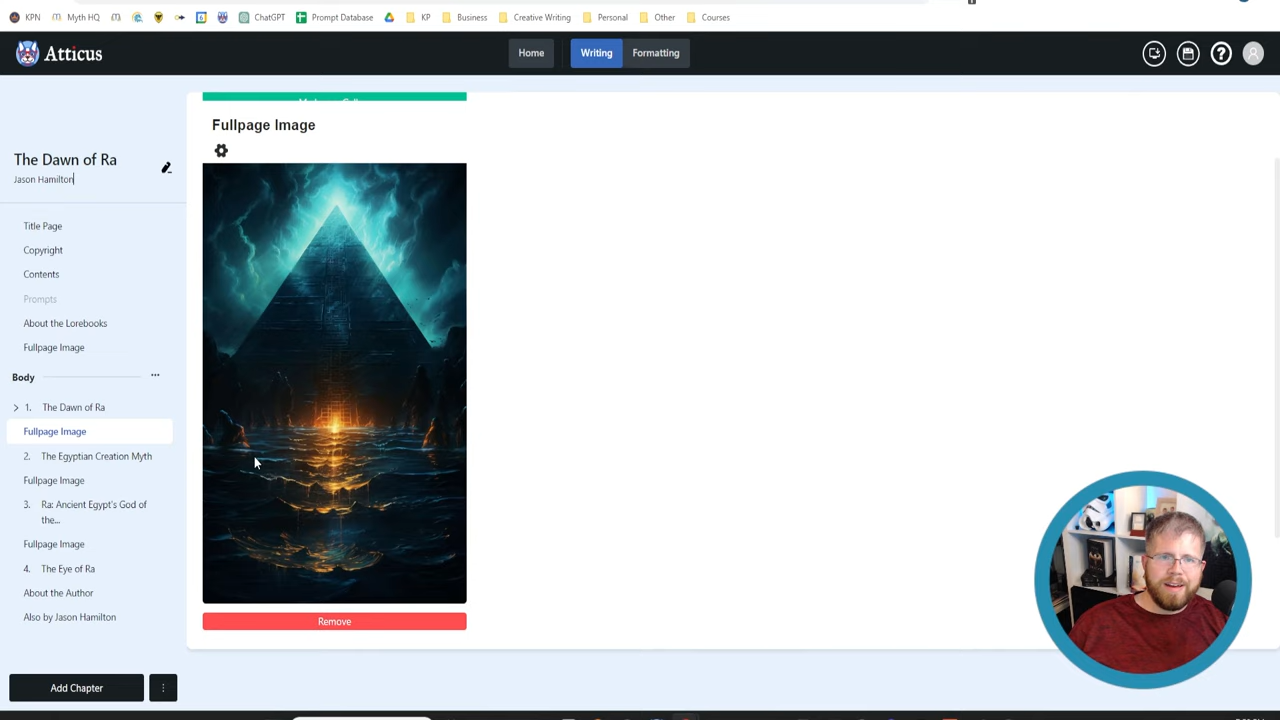 KPN Myth HQ ChatGPT Prompt Database KP Business Creative Writing Personal Other Courses
Atticus Home Writing Formatting
Fullpage Image
The Dawn of Ra
Jason Hamilton
Title Page
Copyright
Contents
Prompts
About the Lorebooks
Fullpage Image
Body
1. The Dawn of Ra
Fullpage Image
2. The Egyptian Creation Myth
Fullpage Image
3. Ra: Ancient Egypt's God of
the...
Fullpage Image
4. The Eye of Ra
About the Author
Also by Jason Hamilton
Remove
Add Chapter